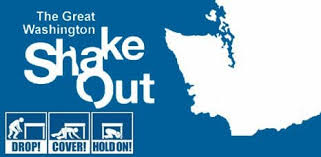 The Great
Washington
Shake
Out
DROP! COVER! HOLD ON!